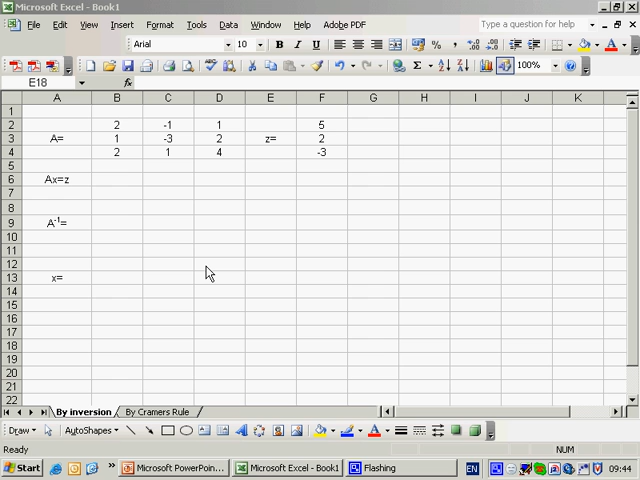 Microsoft Excel - Book1
File Edit View Insert Format Tools Data Window Help Adobe PDF Type a question for help
Arial 10 B I U % ,
Σ 100% ?
E18 fx
A B C D E F G H I J K
1
2 2 -1 1 5
3 A= 1 -3 2 z= 2
4 2 1 4 -3
5
6 Ax=z
7
8
9 A⁻¹=
10
11
12
13 x=
14
15
16
17
18
19
20
21
22
By inversion By Cramers Rule
Draw AutoShapes A
Ready NUM
Start Microsoft PowerPoin... Microsoft Excel - Book1 Flashing EN 09:44